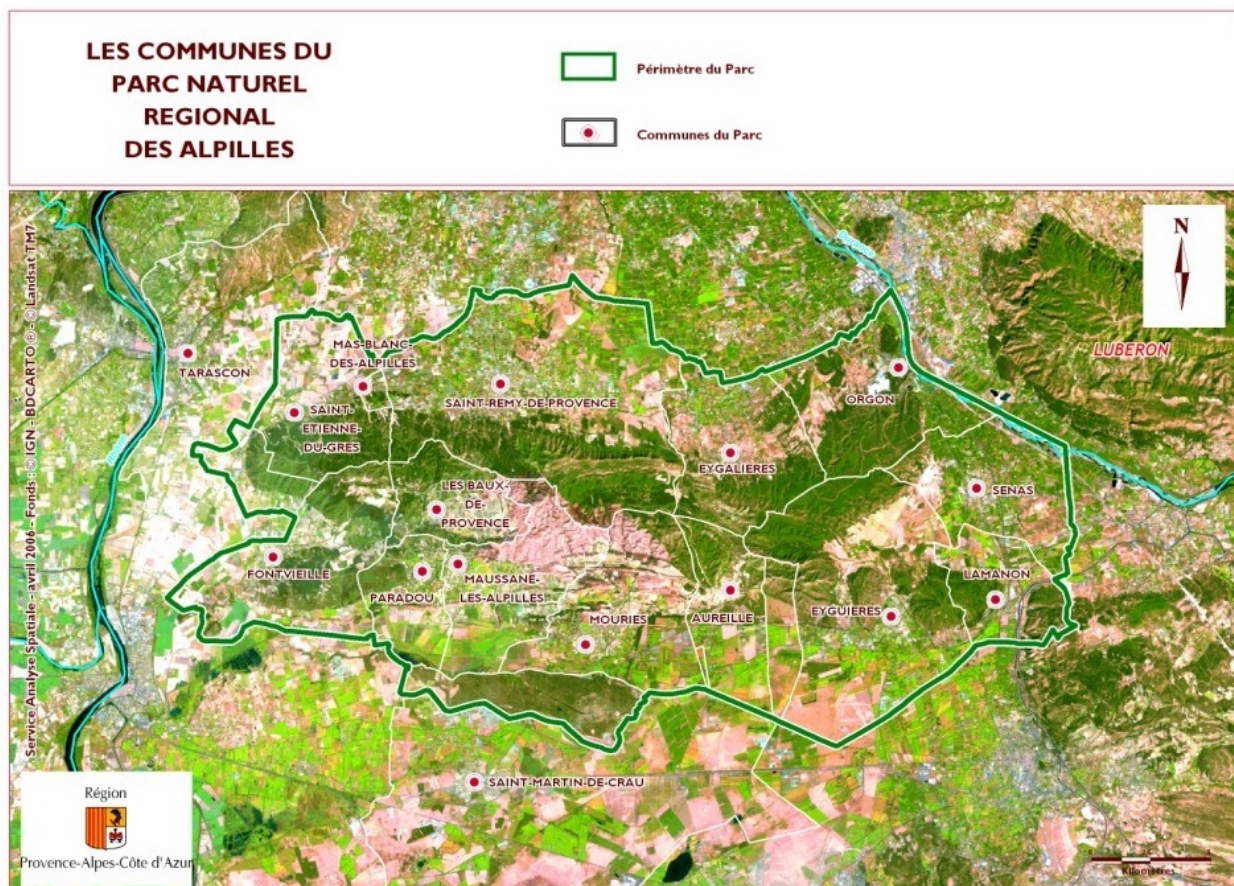 LES COMMUNES DU
PARC NATUREL
REGIONAL
DES ALPILLES
Périmètre du Parc
Communes du Parc
N
LUBERON
MAS-BLANC-
DES-ALPILLES
TARASCON
SAINT-REMY-DE-PROVENCE
ORGON
SAINT-
ETIENNE-
DU-GRES
EYGALIERES
LES BAUX-
DE-
PROVENCE
SENAS
FONTVIEILLE
PARADOU
MAUSSANE-
LES-ALPILLES
LAMANON
MOURIES
AUREILLE
EYGUIERES
SAINT-MARTIN-DE-CRAU
Service Analyse Spatiale - avril 2006 - Fonds : © IGN - BDCARTO ® - © Landsat TM7
Région
Provence-Alpes-Côte d'Azur
Kilomètres